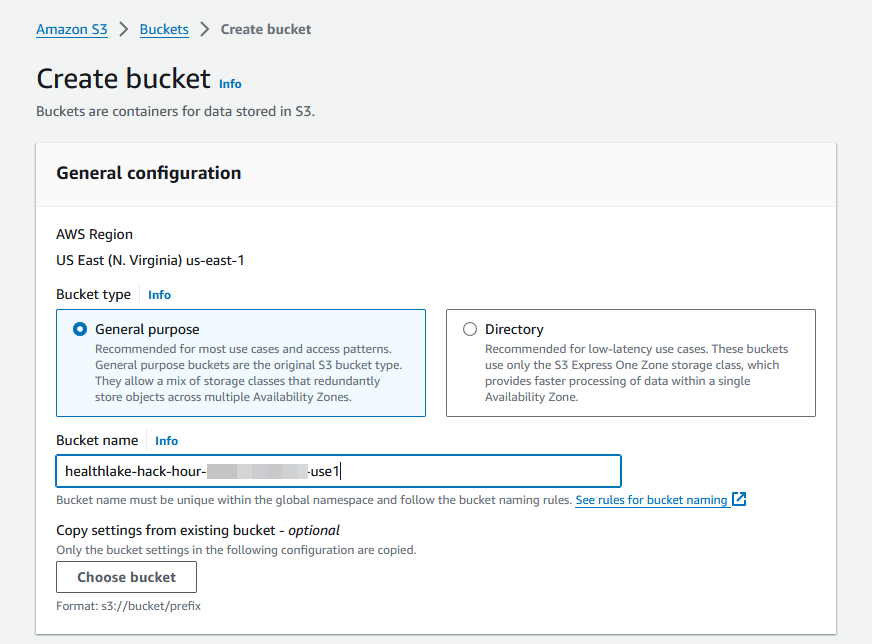 Amazon S3 > Buckets > Create bucket
Create bucket Info
Buckets are containers for data stored in S3.
General configuration
AWS Region
US East (N. Virginia) us-east-1
Bucket type Info
General purpose
Recommended for most use cases and access patterns.
General purpose buckets are the original S3 bucket type.
They allow a mix of storage classes that redundantly
store objects across multiple Availability Zones.
Directory
Recommended for low-latency use cases. These buckets
use only the S3 Express One Zone storage class, which
provides faster processing of data within a single
Availability Zone.
Bucket name Info
healthlake-hack-hour- -use1
Bucket name must be unique within the global namespace and follow the bucket naming rules. See rules for bucket naming
Copy settings from existing bucket - optional
Only the bucket settings in the following configuration are copied.
Choose bucket
Format: s3://bucket/prefix